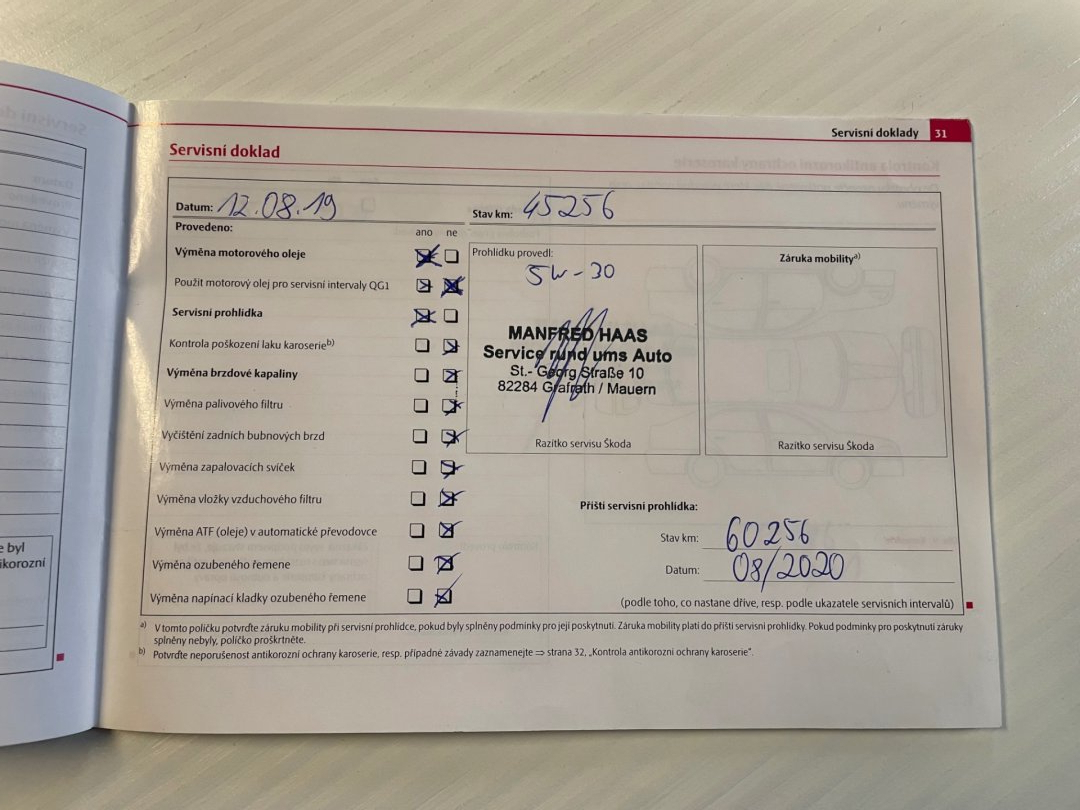 Servisní doklady 31
Servisní doklad
Datum: 12.08.19
Stav km: 45256
Provedeno:
ano ne
Výměna motorového oleje
Použit motorový olej pro servisní intervaly QG1
Servisní prohlídka
Kontrola poškození laku karoserieb)
Výměna brzdové kapaliny
Výměna palivového filtru
Vyčištění zadních bubnových brzd
Výměna zapalovacích svíček
Výměna vložky vzduchového filtru
Výměna ATF (oleje) v automatické převodovce
Výměna ozubeného řemene
Výměna napínací kladky ozubeného řemene
Prohlídku provedl:
5W-30
MANFRED HAAS
Service rund ums Auto
St.- Georg Straße 10
82284 Grafrath / Mauern
Razítko servisu Škoda
Záruka mobilitya)
Razítko servisu Škoda
Příští servisní prohlídka:
Stav km: 60256
Datum: 08/2020
(podle toho, co nastane dříve, resp. podle ukazatele servisních intervalů)
a) V tomto políčku potvrďte záruku mobility při servisní prohlídce, pokud byly splněny podmínky pro její poskytnutí. Záruka mobility platí do příští servisní prohlídky. Pokud podmínky pro poskytnutí záruky
splněny nebyly, políčko proškrtněte.
b) Potvrďte neporušenost antikorozní ochrany karoserie, resp. případné závady zaznamenejte ⇒ strana 32, „Kontrola antikorozní ochrany karoserie“.
e byl
ikorozní